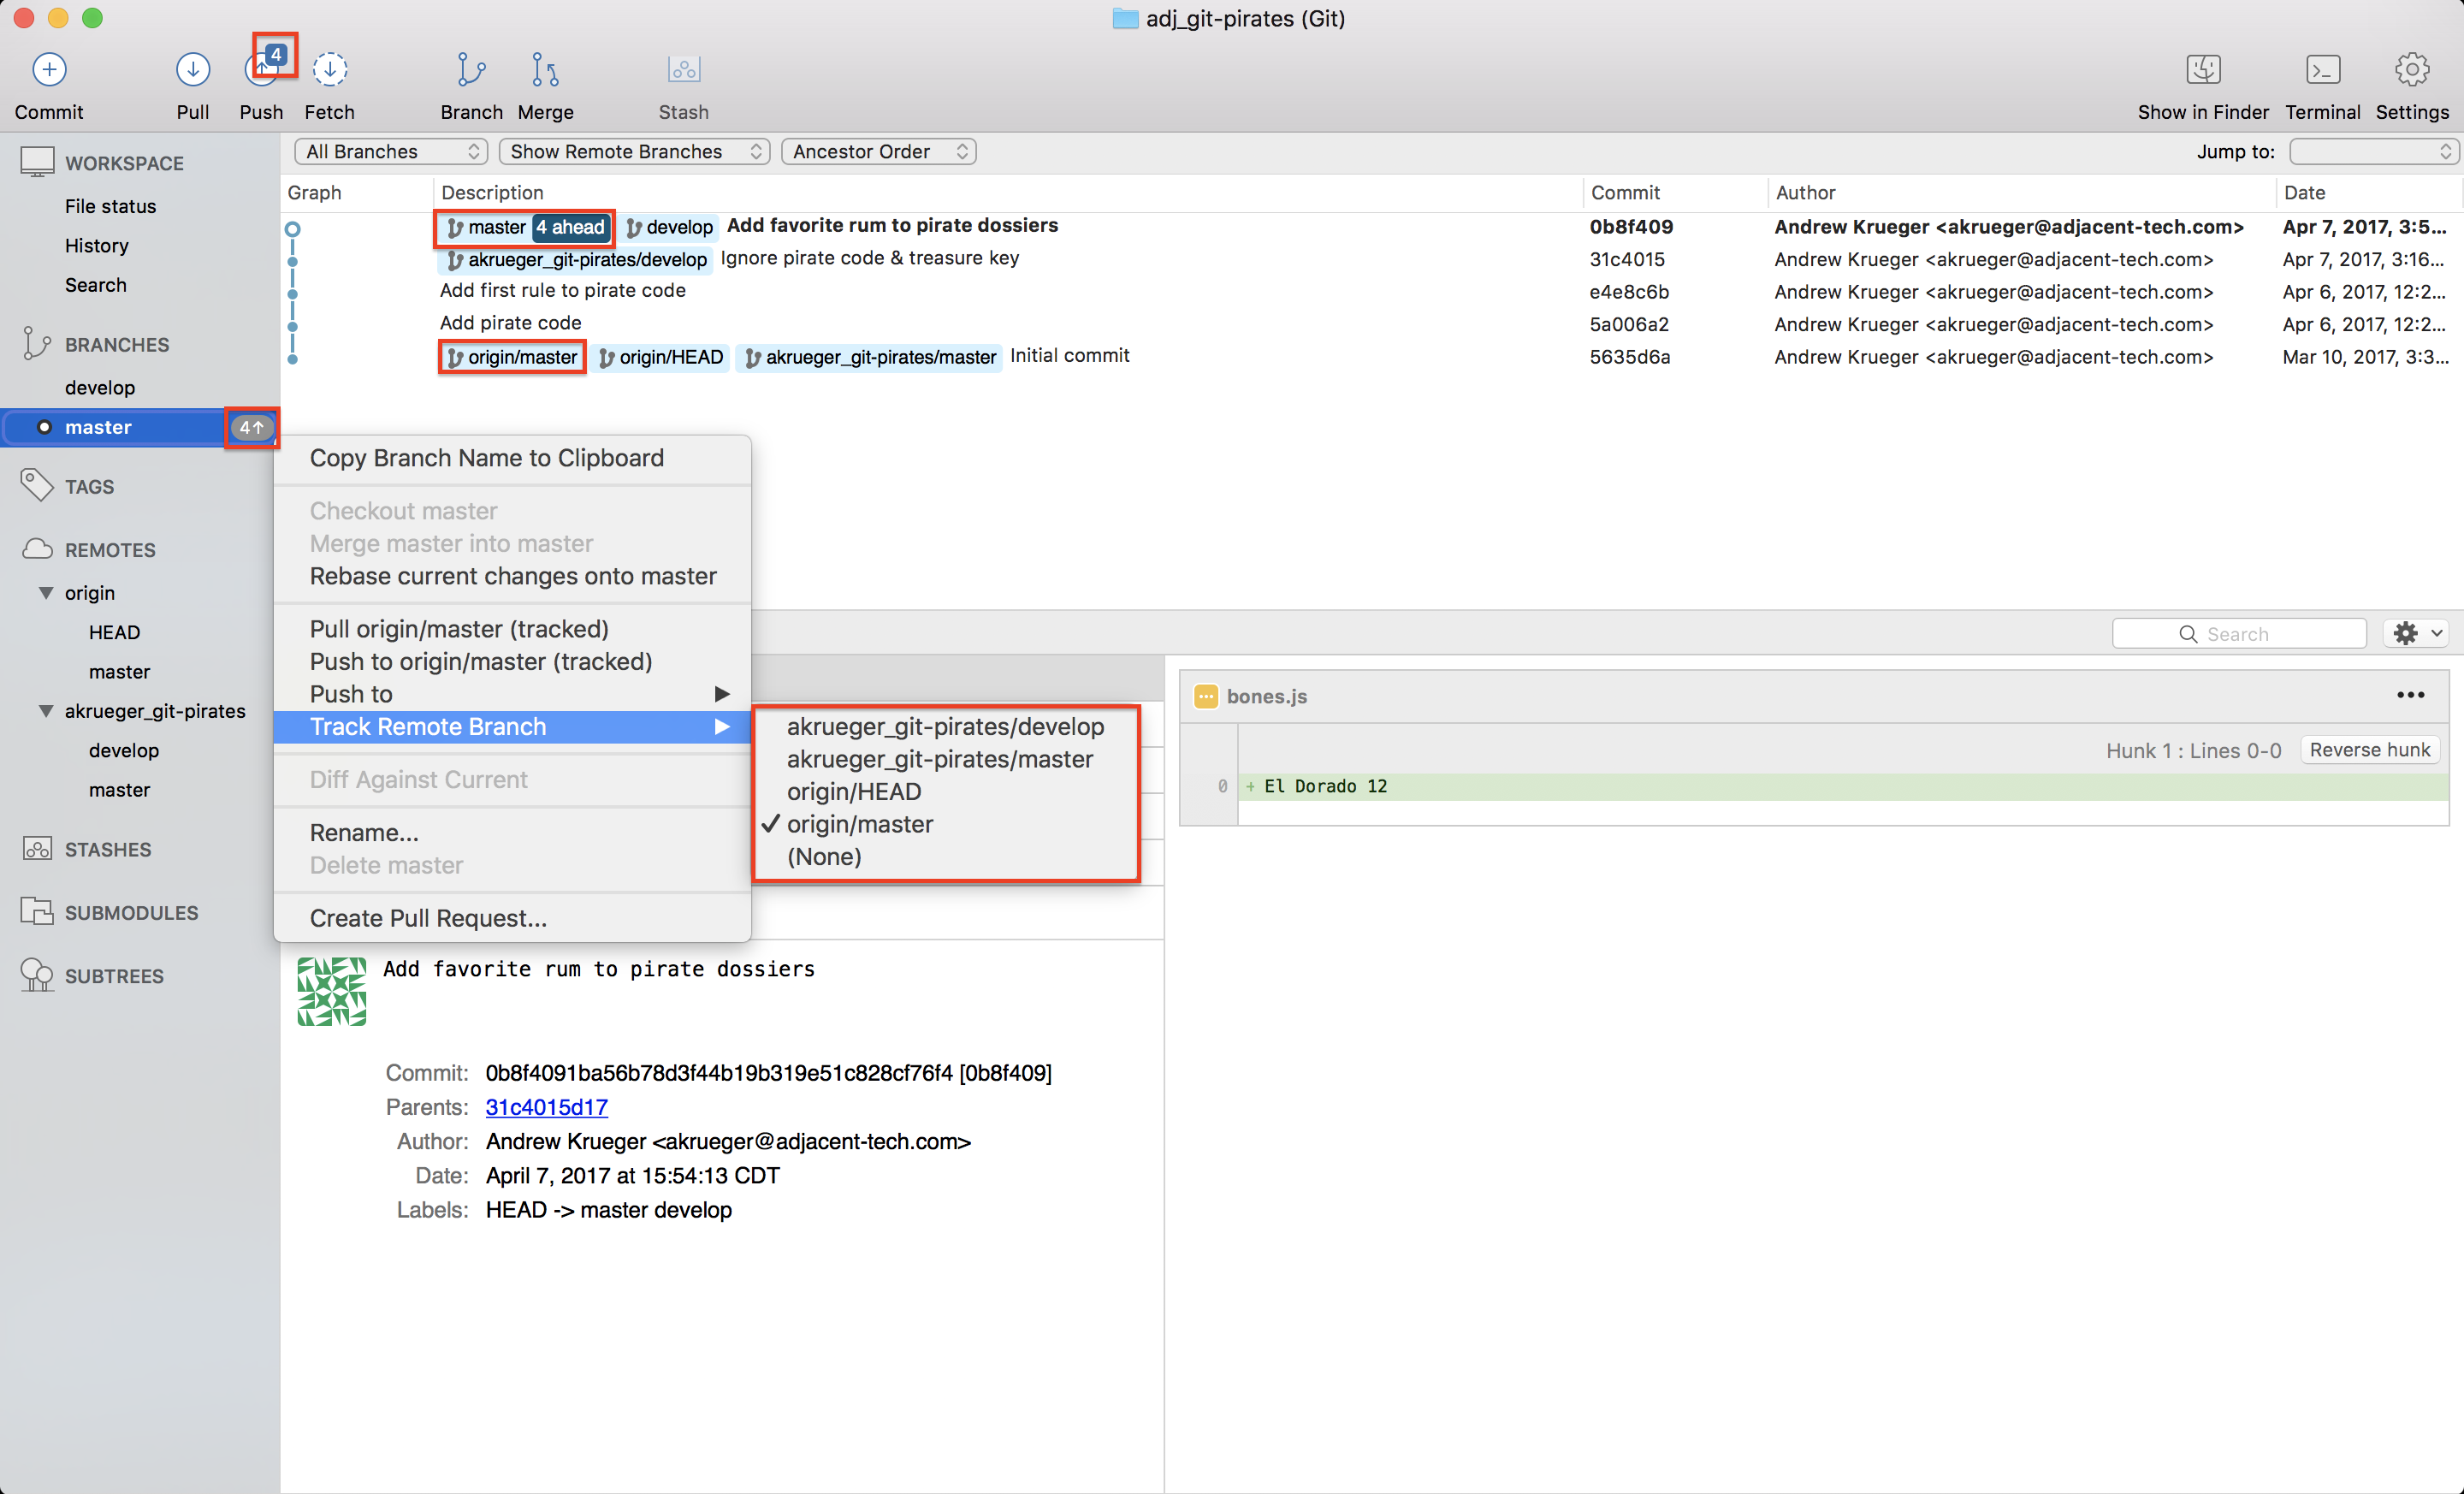 adj_git-pirates (Git)
4
Commit Pull Push Fetch Branch Merge Stash Show in Finder Terminal Settings
All Branches Show Remote Branches Ancestor Order Jump to:
Graph Description Commit Author Date
master 4 ahead develop Add favorite rum to pirate dossiers 0b8f409 Andrew Krueger <akrueger@adjacent-tech.com> Apr 7, 2017, 3:5...
akrueger_git-pirates/develop Ignore pirate code & treasure key 31c4015 Andrew Krueger <akrueger@adjacent-tech.com> Apr 7, 2017, 3:16...
Add first rule to pirate code e4e8c6b Andrew Krueger <akrueger@adjacent-tech.com> Apr 6, 2017, 12:2...
Add pirate code 5a006a2 Andrew Krueger <akrueger@adjacent-tech.com> Apr 6, 2017, 12:2...
origin/master origin/HEAD akrueger_git-pirates/master Initial commit 5635d6a Andrew Krueger <akrueger@adjacent-tech.com> Mar 10, 2017, 3:3...
WORKSPACE
File status
History
Search
BRANCHES
develop
master 4↑
TAGS
REMOTES
origin
HEAD
master
akrueger_git-pirates
develop
master
STASHES
SUBMODULES
SUBTREES
Copy Branch Name to Clipboard
Checkout master
Merge master into master
Rebase current changes onto master
Pull origin/master (tracked)
Push to origin/master (tracked)
Push to
Track Remote Branch
Diff Against Current
Rename...
Delete master
Create Pull Request...
akrueger_git-pirates/develop
akrueger_git-pirates/master
origin/HEAD
✓ origin/master
(None)
Search
bones.js
Hunk 1 : Lines 0-0 Reverse hunk
0 + El Dorado 12
Add favorite rum to pirate dossiers
Commit: 0b8f4091ba56b78d3f44b19b319e51c828cf76f4 [0b8f409]
Parents: 31c4015d17
Author: Andrew Krueger <akrueger@adjacent-tech.com>
Date: April 7, 2017 at 15:54:13 CDT
Labels: HEAD -> master develop